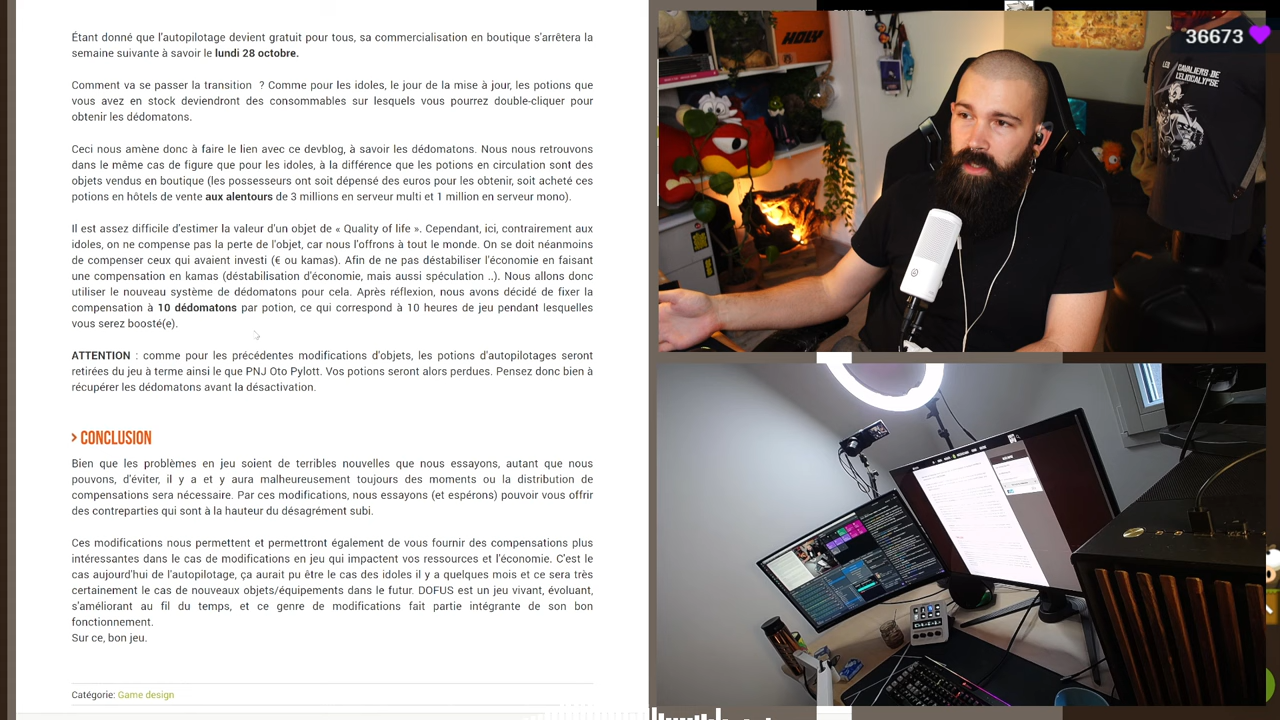 Étant donné que l'autopilotage devient gratuit pour tous, sa commercialisation en boutique s'arrêtera la
semaine suivante à savoir le lundi 28 octobre.
Comment va se passer la transition ? Comme pour les idoles, le jour de la mise à jour, les potions que
vous avez en stock deviendront des consommables sur lesquels vous pourrez double-cliquer pour
obtenir les dédomatons.
Ceci nous amène donc à faire le lien avec ce devblog, à savoir les dédomatons. Nous nous retrouvons
dans le même cas de figure que pour les idoles, à la différence que les potions en circulation sont des
objets vendus en boutique (les possesseurs ont soit dépensé des euros pour les obtenir, soit acheté ces
potions en hôtels de vente aux alentours de 3 millions en serveur multi et 1 million en serveur mono).
Il est assez difficile d'estimer la valeur d'un objet de « Quality of life ». Cependant, ici, contrairement aux
idoles, on ne compense pas la perte de l'objet, car nous l'offrons à tout le monde. On se doit néanmoins
de compenser ceux qui avaient investi (€ ou kamas). Afin de ne pas déstabiliser l'économie en faisant
une compensation en kamas (déstabilisation d'économie, mais aussi spéculation ..). Nous allons donc
utiliser le nouveau système de dédomatons pour cela. Après réflexion, nous avons décidé de fixer la
compensation à 10 dédomatons par potion, ce qui correspond à 10 heures de jeu pendant lesquelles
vous serez boosté(e).
ATTENTION : comme pour les précédentes modifications d'objets, les potions d'autopilotages seront
retirées du jeu à terme ainsi le que PNJ Oto Pylott. Vos potions seront alors perdues. Pensez donc bien à
récupérer les dédomatons avant la désactivation.
> CONCLUSION
Bien que les problèmes en jeu soient de terribles nouvelles que nous essayons, autant que nous
pouvons, d'éviter, il y a et y aura malheureusement toujours des moments ou la distribution de
compensations sera nécessaire. Par ces modifications, nous essayons (et espérons) pouvoir vous offrir
des contreparties qui sont à la hauteur du désagrément subi.
Ces modifications nous permettent et permettront également de vous fournir des compensations plus
intéressantes dans le cas de modifications en jeu qui impactent vos ressources et l'économie. C'est le
cas aujourd'hui de l'autopilotage, ça aurait pu être le cas des idoles il y a quelques mois et ce sera très
certainement le cas de nouveaux objets/équipements dans le futur. DOFUS est un jeu vivant, évoluant,
s'améliorant au fil du temps, et ce genre de modifications fait partie intégrante de son bon
fonctionnement.
Sur ce, bon jeu.
Catégorie: Game design
36673
HOLY
LES CAVALIERS DE
L'ELIOCALYPSE